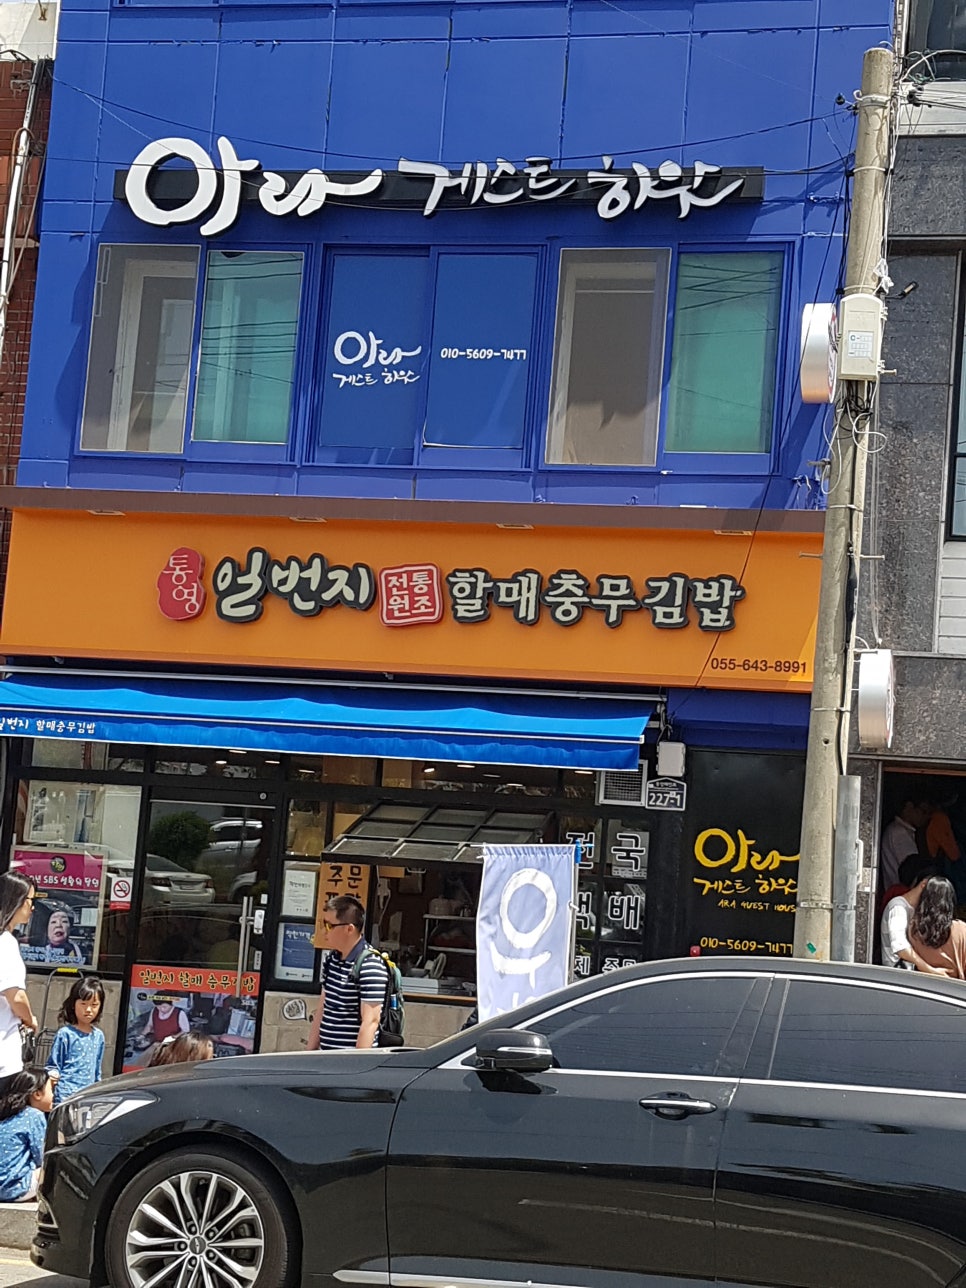 아라 게스트 하우스
아라
게스트 하우스
010-5609-7477
통영 일번지 전통 원조 할매충무김밥
055-643-8991
일번지 할매충무김밥
227-1
전국
택배
주문
SBS
아라
게스트 하우스
ARA GUEST HOUS
010-5609-7477
일번지 할매 충무김밥